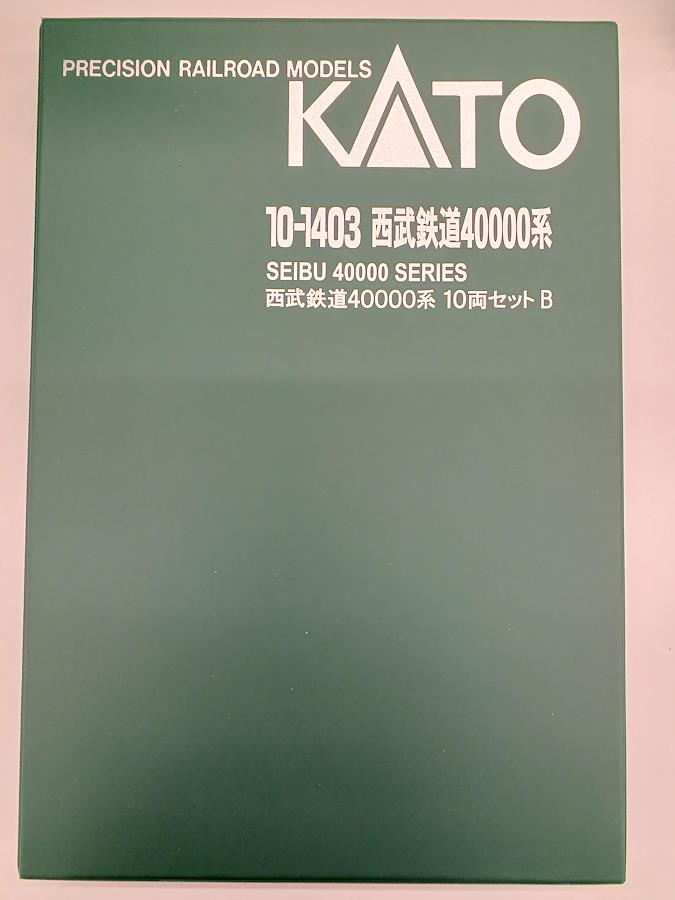 PRECISION RAILROAD MODELS
KATO
10-1403 西武鉄道40000系
SEIBU 40000 SERIES
西武鉄道40000系 10両セット B